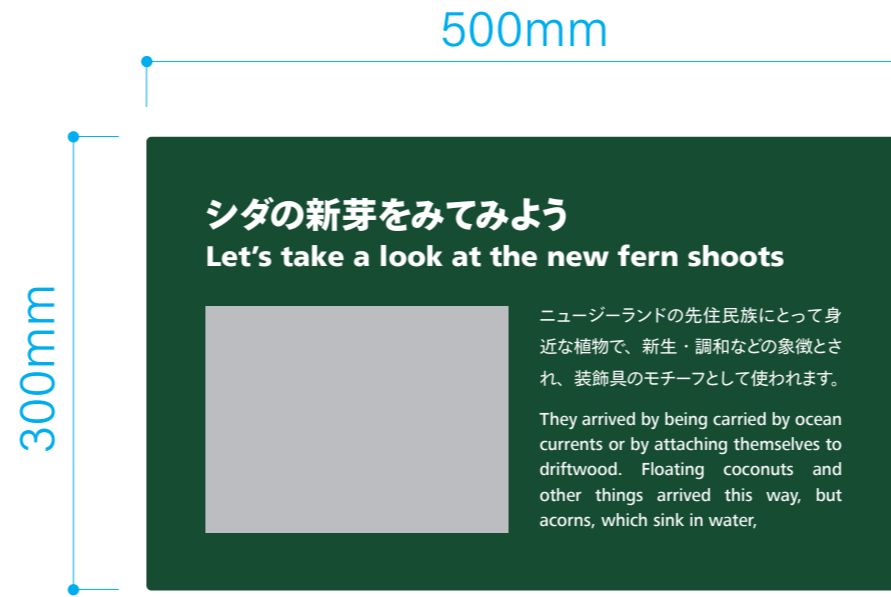 500mm
300mm
シダの新芽をみてみよう
Let’s take a look at the new fern shoots
ニュージーランドの先住民族にとって身
近な植物で、新生・調和などの象徴とさ
れ、装飾具のモチーフとして使われます。
They arrived by being carried by ocean
currents or by attaching themselves to
driftwood. Floating coconuts and
other things arrived this way, but
acorns, which sink in water,